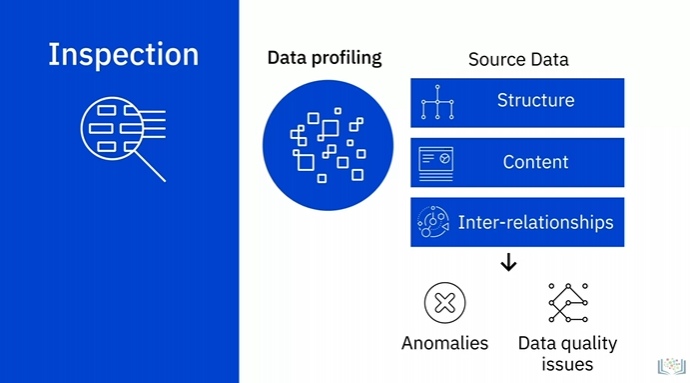 Inspection
Data profiling
Source Data
Structure
Content
Inter-relationships
Anomalies
Data quality
issues